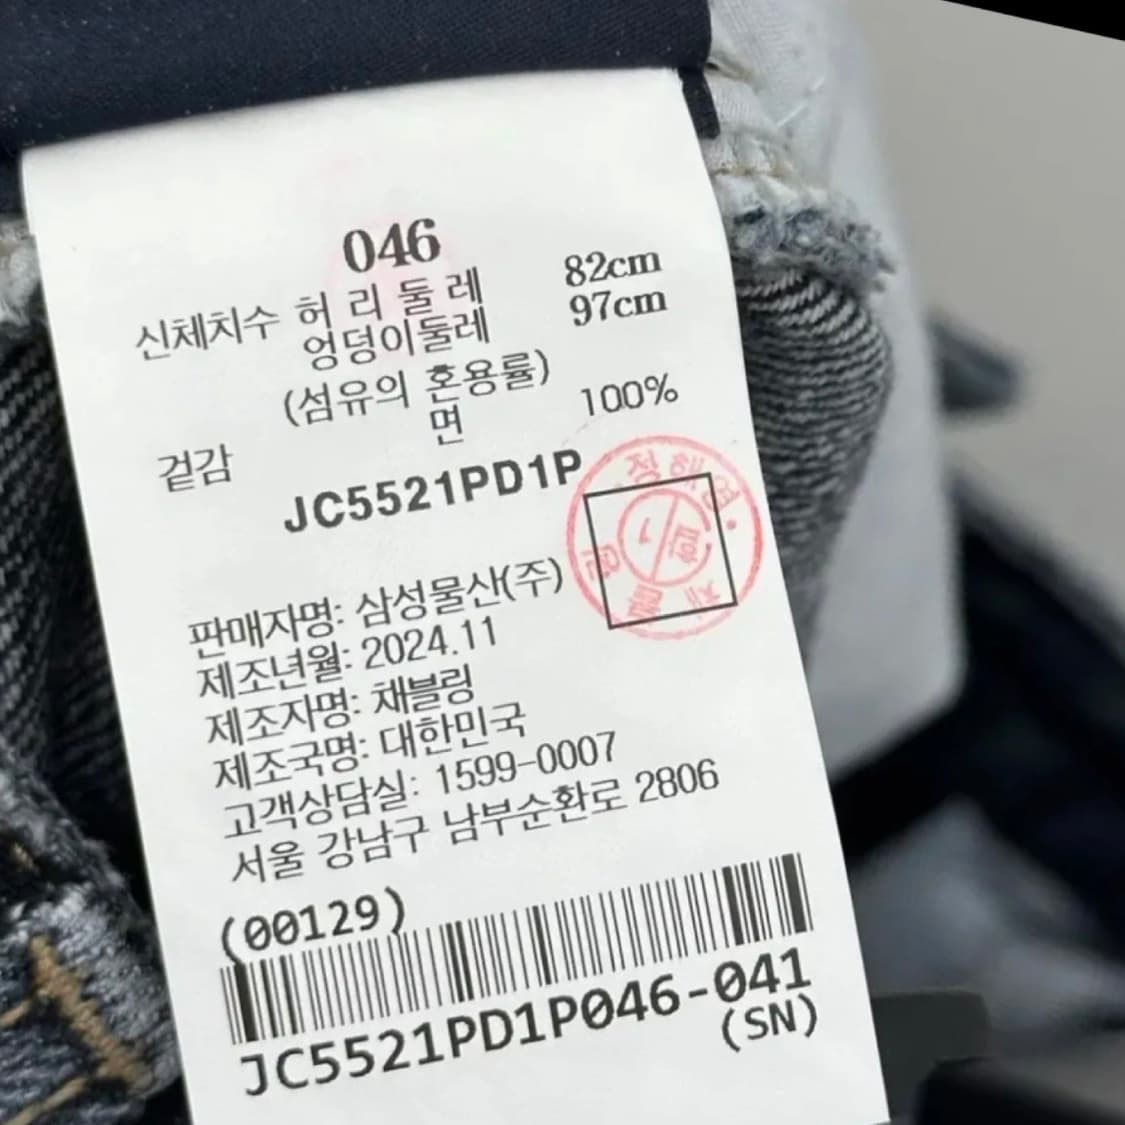 046
신체치수 허 리 둘 레 82cm
엉덩이둘레 97cm
(섬유의 혼용률)
겉감 면 100%
JC5521PD1P
정해영
판매자명: 삼성물산(주)
제조년월: 2024.11
제조자명: 채블링
제조국명: 대한민국
고객상담실: 1599-0007
서울 강남구 남부순환로 2806
(00129)
JC5521PD1P046-041
(SN)